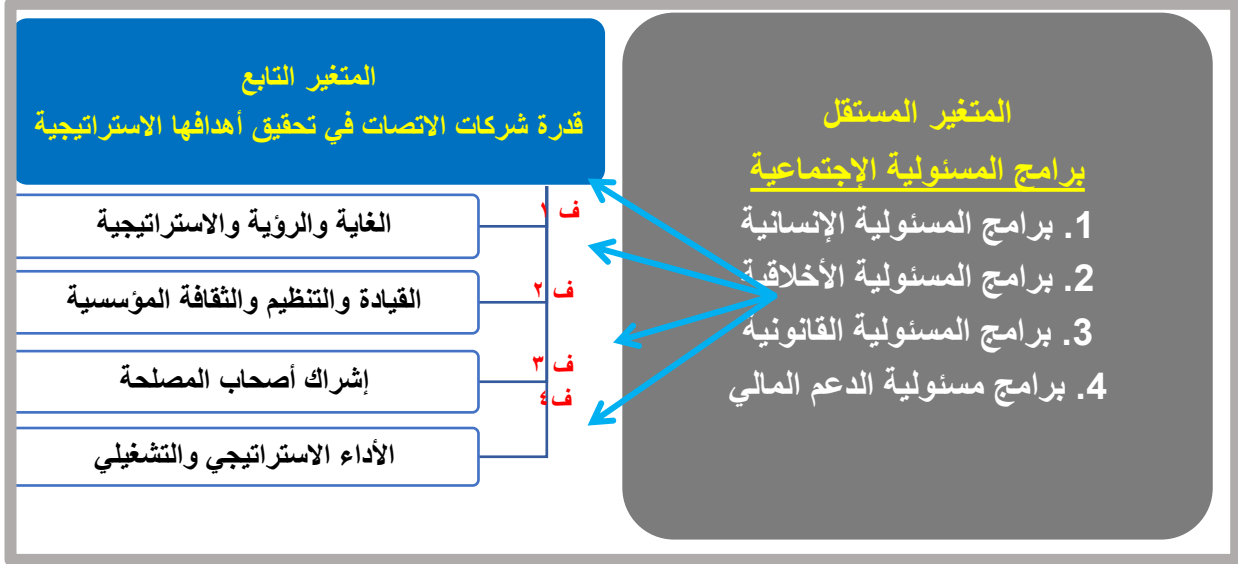 المتغير المستقل
برامج المسئولية الإجتماعية
1. برامج المسئولية الإنسانية
2. برامج المسئولية الأخلاقية
3. برامج المسئولية القانونية
4. برامج مسئولية الدعم المالي
المتغير التابع
قدرة شركات الاتصات في تحقيق أهدافها الاستراتيجية
ف ١
الغاية والرؤية والاستراتيجية
ف ٢
القيادة والتنظيم والثقافة المؤسسية
ف ٣
إشراك أصحاب المصلحة
ف٤
الأداء الاستراتيجي والتشغيلي